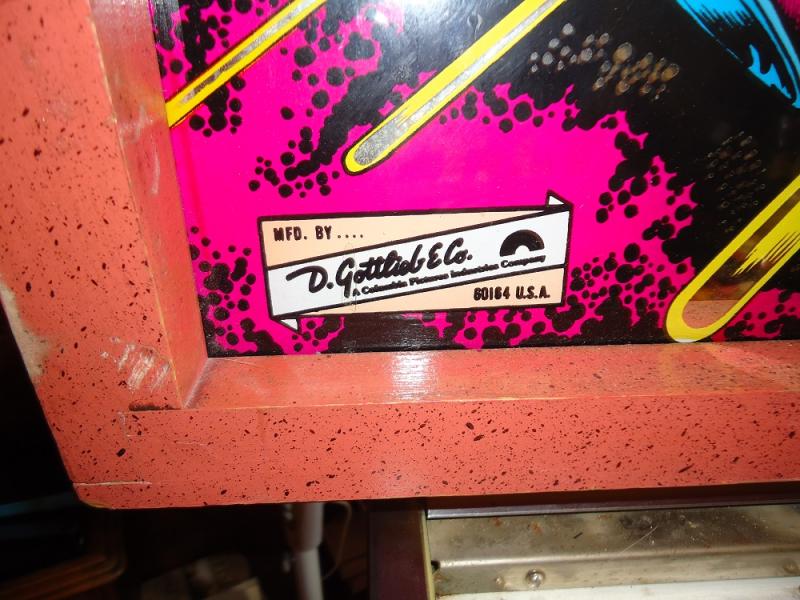 MFD. BY ....
D. Gottlieb & Co.
A Columbia Pictures Industries Company
60164 U.S.A.